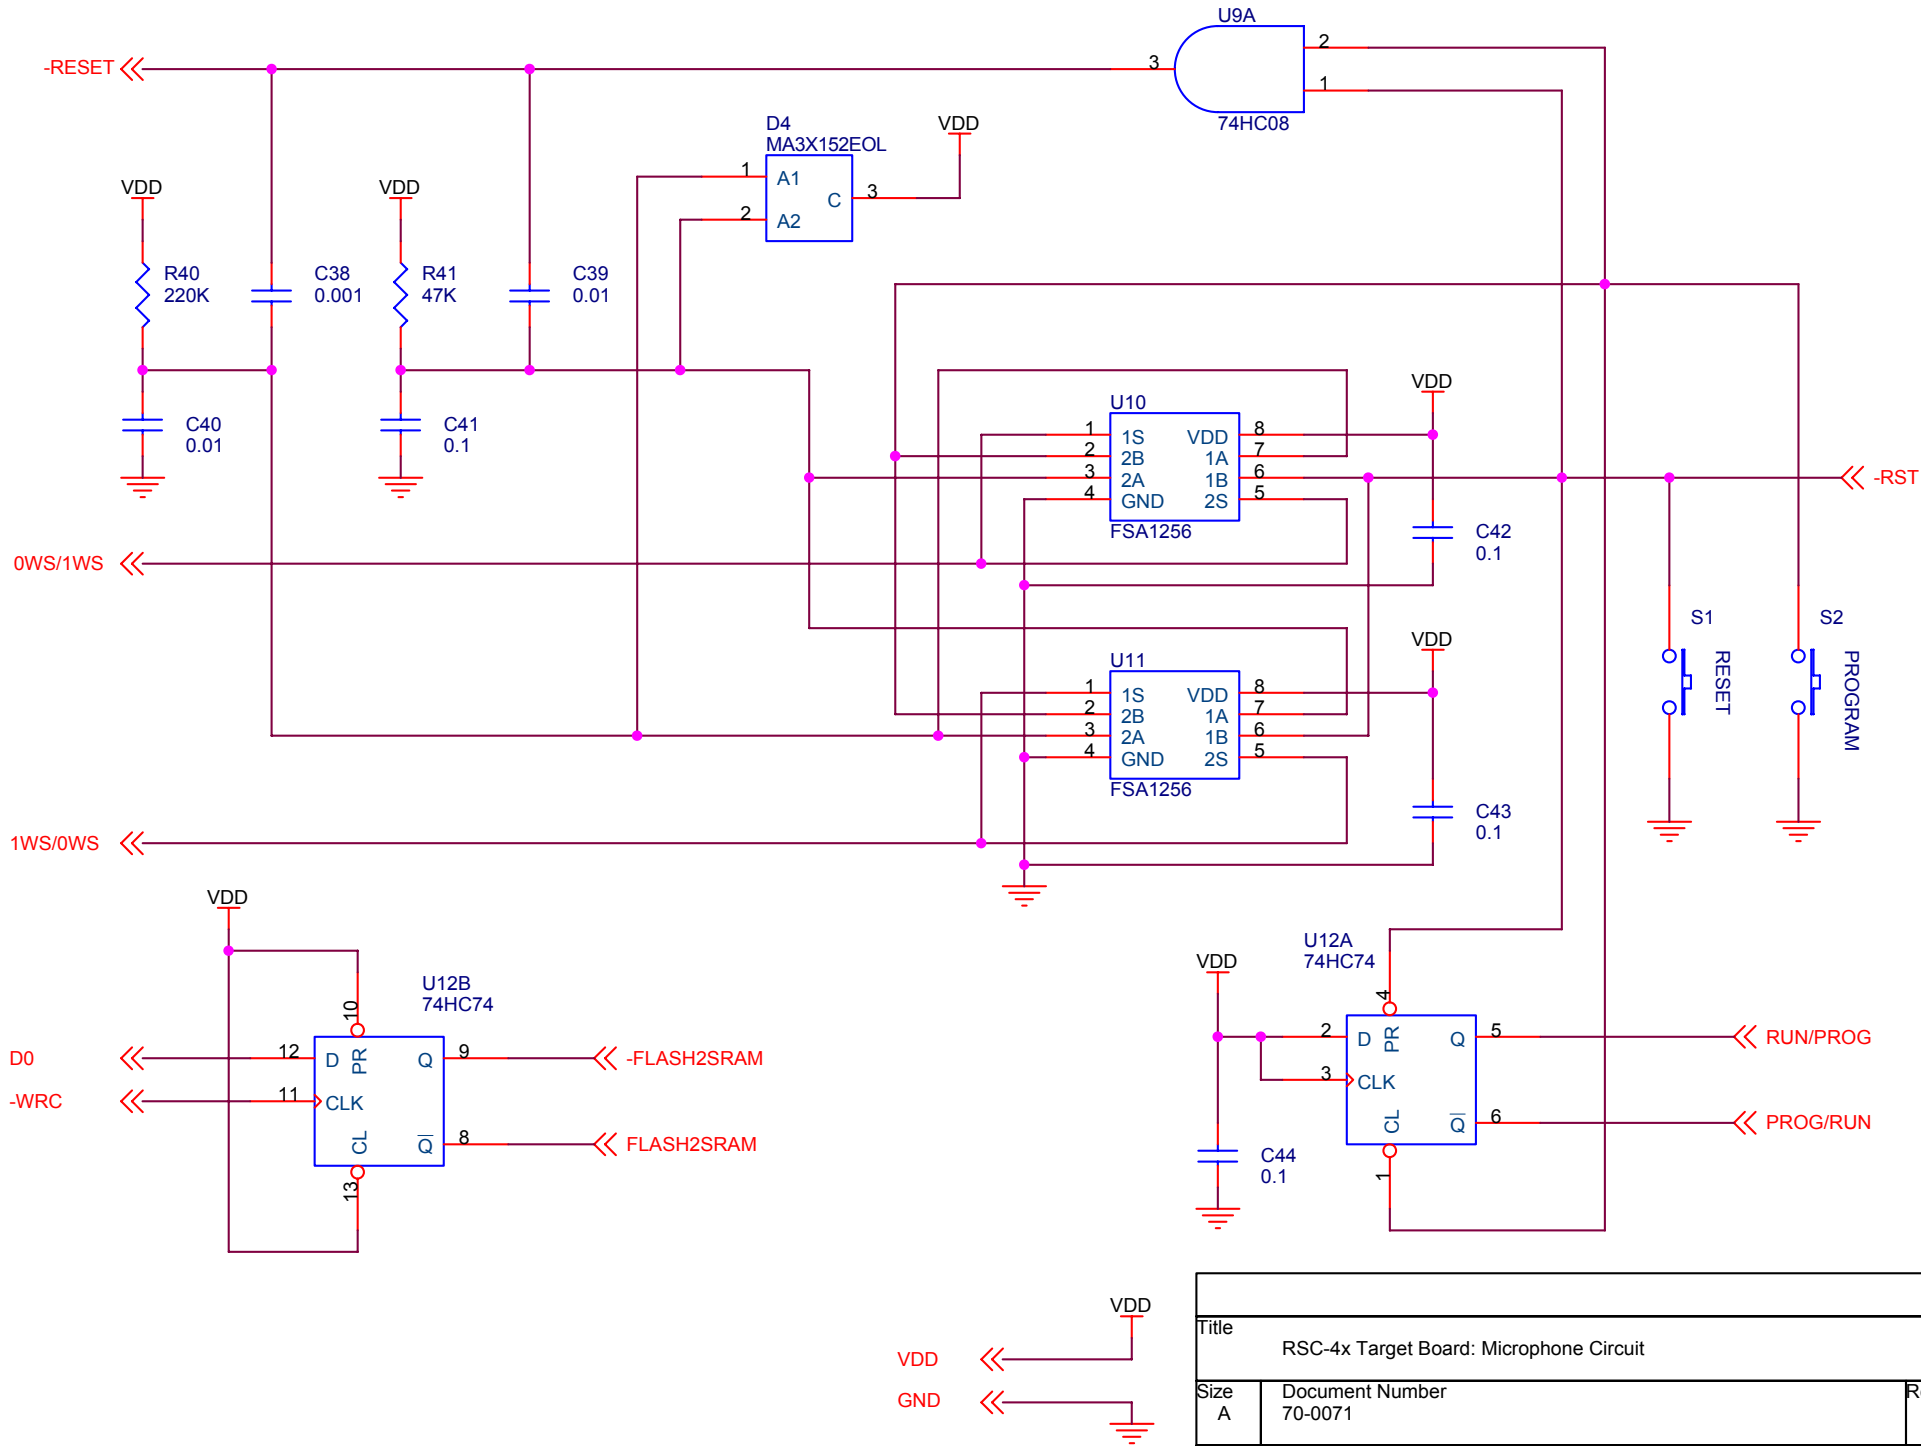 U9A
-RESET
3
2
1
74HC08
D4
MA3X152EOL
VDD
1
A1
C
3
2
A2
VDD
VDD
R40
220K
C38
0.001
R41
47K
C39
0.01
C40
0.01
C41
0.1
VDD
U10
1
1S
VDD
8
2
2B
1A
7
3
2A
1B
6
4
GND
2S
5
FSA1256
-RST
C42
0.1
0WS/1WS
S1
RESET
S2
PROGRAM
VDD
U11
1
1S
VDD
8
2
2B
1A
7
3
2A
1B
6
4
GND
2S
5
FSA1256
C43
0.1
1WS/0WS
VDD
U12B
74HC74
10
D0
12
D
PR
Q
9
-FLASH2SRAM
-WRC
11
CLK
CL
Q
8
FLASH2SRAM
13
U12A
74HC74
VDD
4
2
D
PR
Q
5
RUN/PROG
3
CLK
CL
Q
6
PROG/RUN
1
C44
0.1
VDD
VDD
GND
Title
RSC-4x Target Board: Microphone Circuit
Size
A
Document Number
70-0071